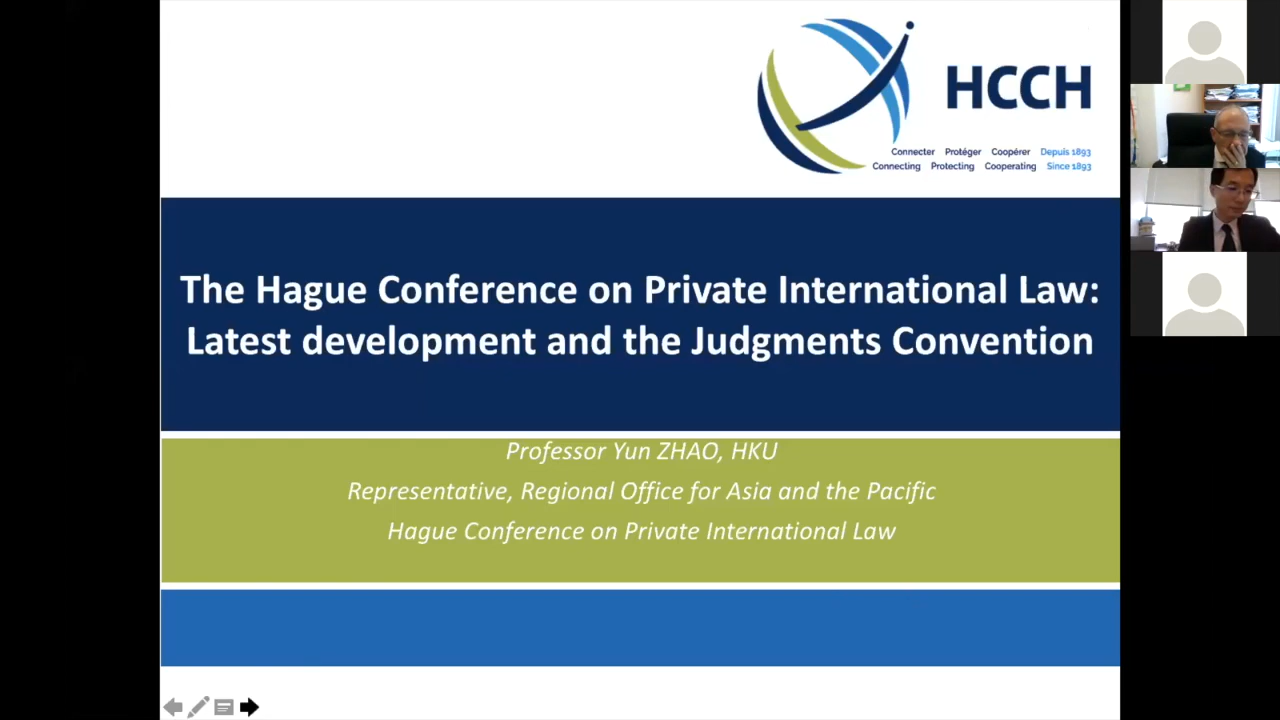 HCCH
Connecter Protéger Coopérer Depuis 1893
Connecting Protecting Cooperating Since 1893
The Hague Conference on Private International Law:
Latest development and the Judgments Convention
Professor Yun ZHAO, HKU
Representative, Regional Office for Asia and the Pacific
Hague Conference on Private International Law